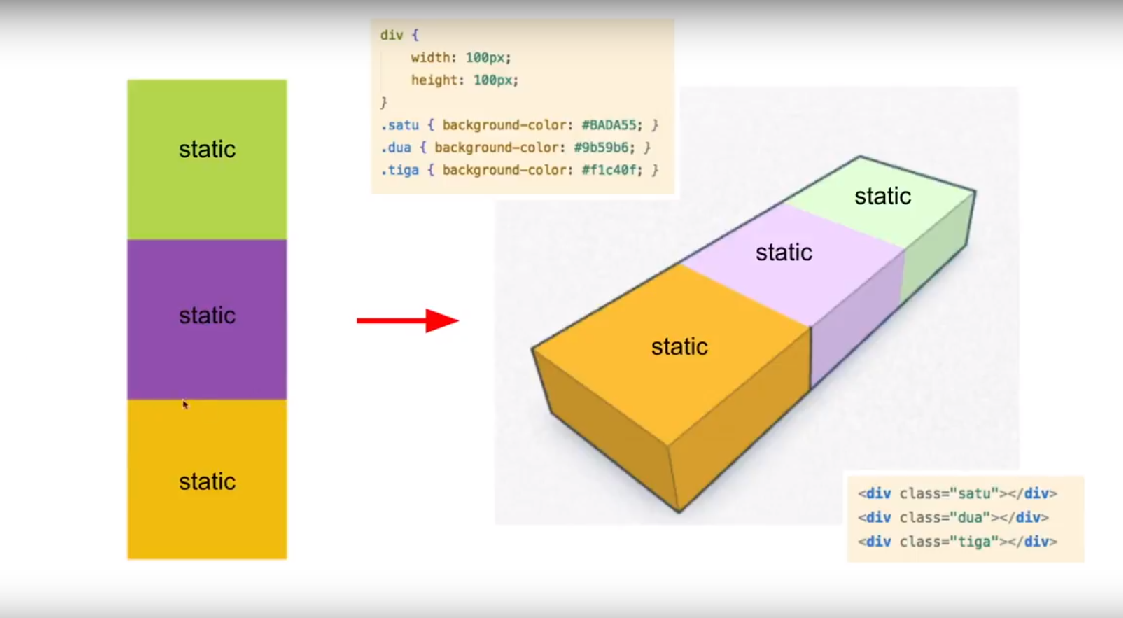 div {
width: 100px;
height: 100px;
}
.satu { background-color: #BADA55; }
.dua { background-color: #9b59b6; }
.tiga { background-color: #f1c40f; }
static
static
static
static
static
static
<div class="satu"></div>
<div class="dua"></div>
<div class="tiga"></div>